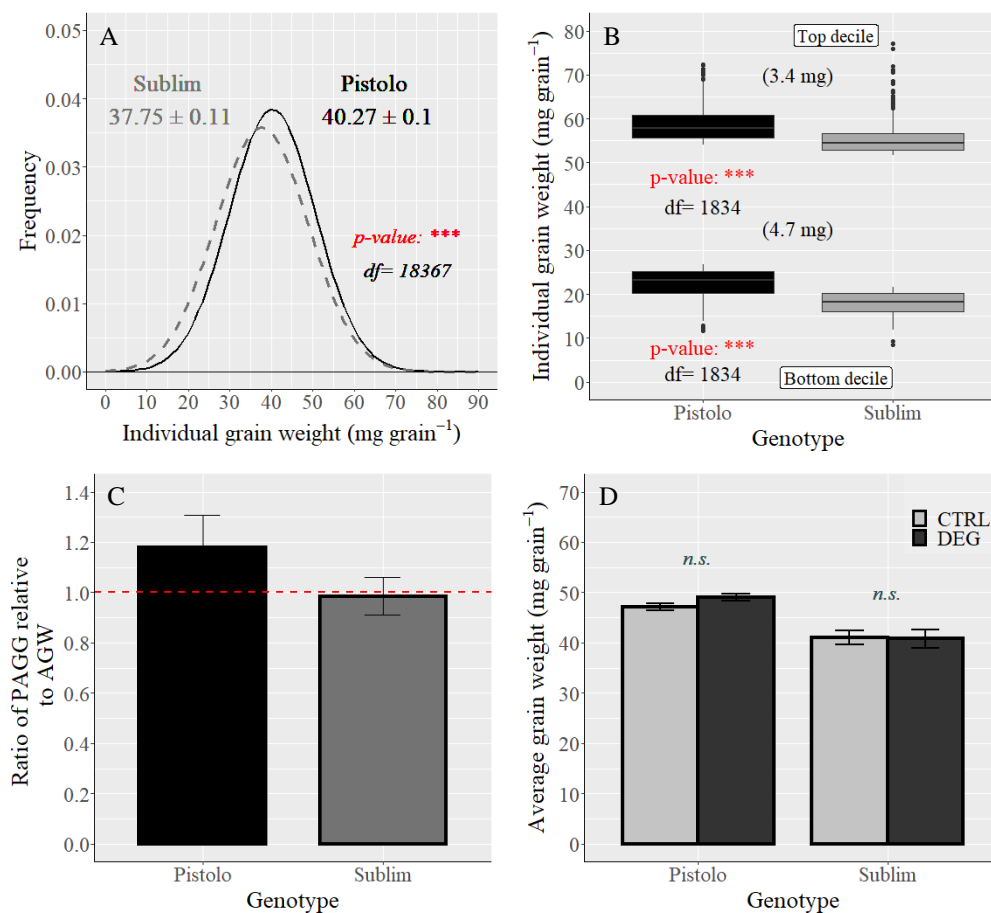 A
Sublim
37.75 ± 0.11
Pistolo
40.27 ± 0.1
p-value: ***
df= 18367
Frequency
0.05
0.04
0.03
0.02
0.01
0.00
0 10 20 30 40 50 60 70 80 90
Individual grain weight (mg grain⁻¹)
B
Top decile
(3.4 mg)
p-value: ***
df= 1834
(4.7 mg)
p-value: ***
df= 1834
Bottom decile
Individual grain weight (mg grain⁻¹)
80
70
60
50
40
30
20
10
0
Pistolo Sublim
Genotype
C
Ratio of PAGG relative
to AGW
1.4
1.2
1.0
0.8
0.6
0.4
0.2
0.0
Pistolo Sublim
Genotype
D
CTRL
DEG
n.s.
n.s.
Average grain weight (mg grain⁻¹)
70
60
50
40
30
20
10
0
Pistolo Sublim
Genotype